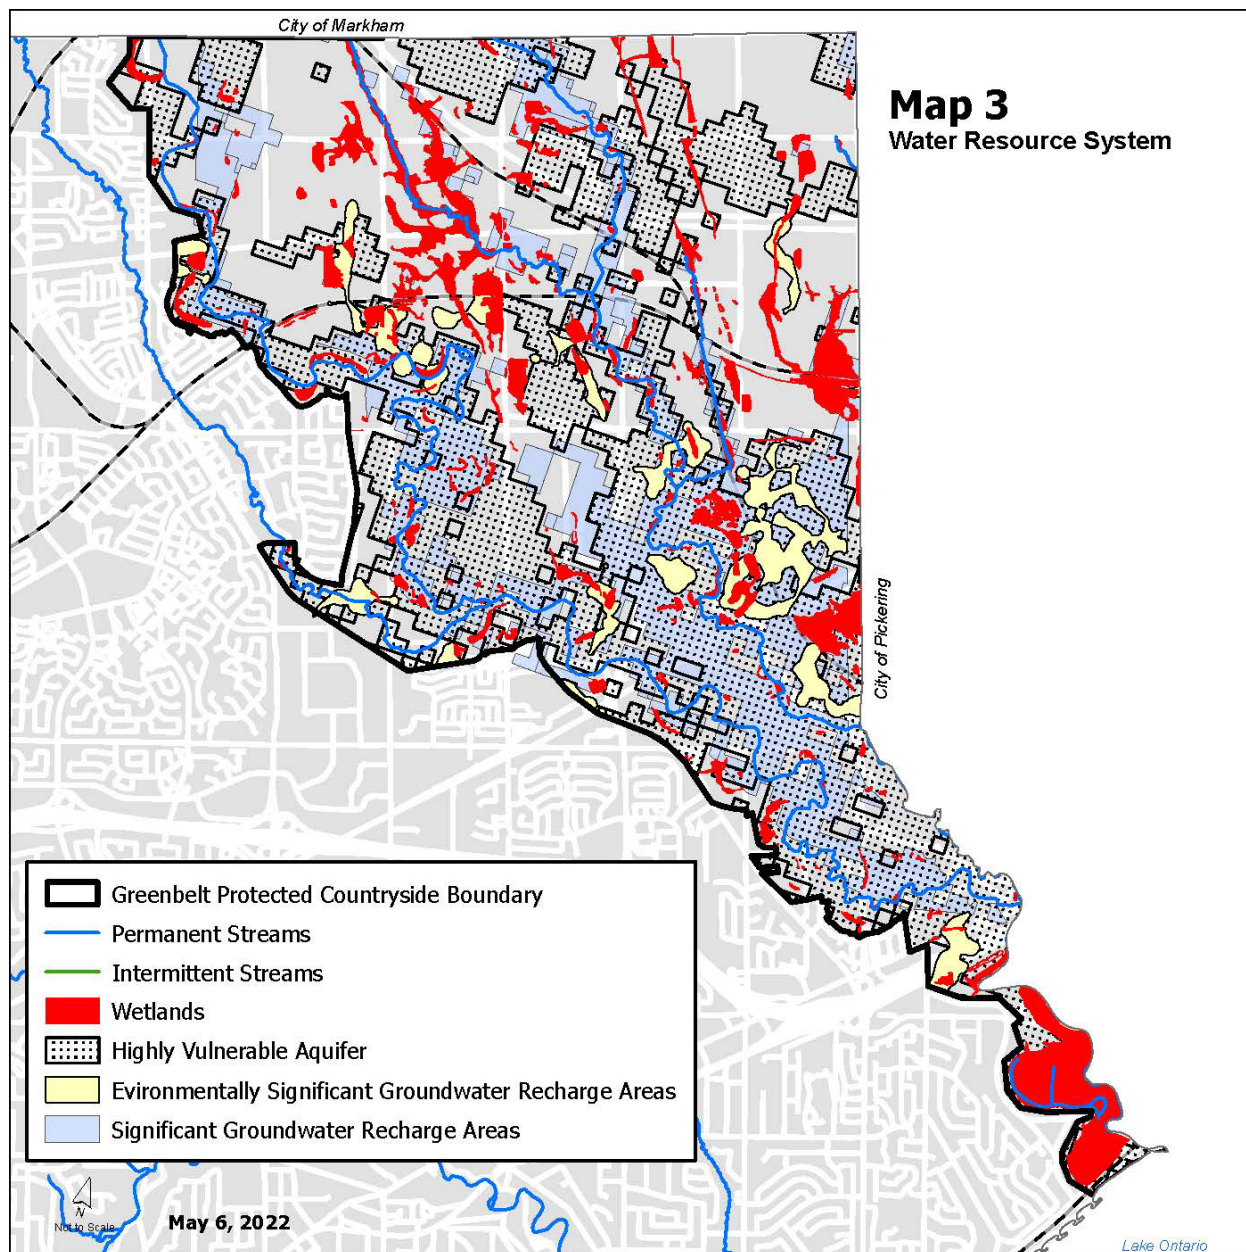 City of Markham
Map 3
Water Resource System
City of Pickering
Greenbelt Protected Countryside Boundary
Permanent Streams
Intermittent Streams
Wetlands
Highly Vulnerable Aquifer
Evironmentally Significant Groundwater Recharge Areas
Significant Groundwater Recharge Areas
N
Not to Scale
May 6, 2022
Lake Ontario